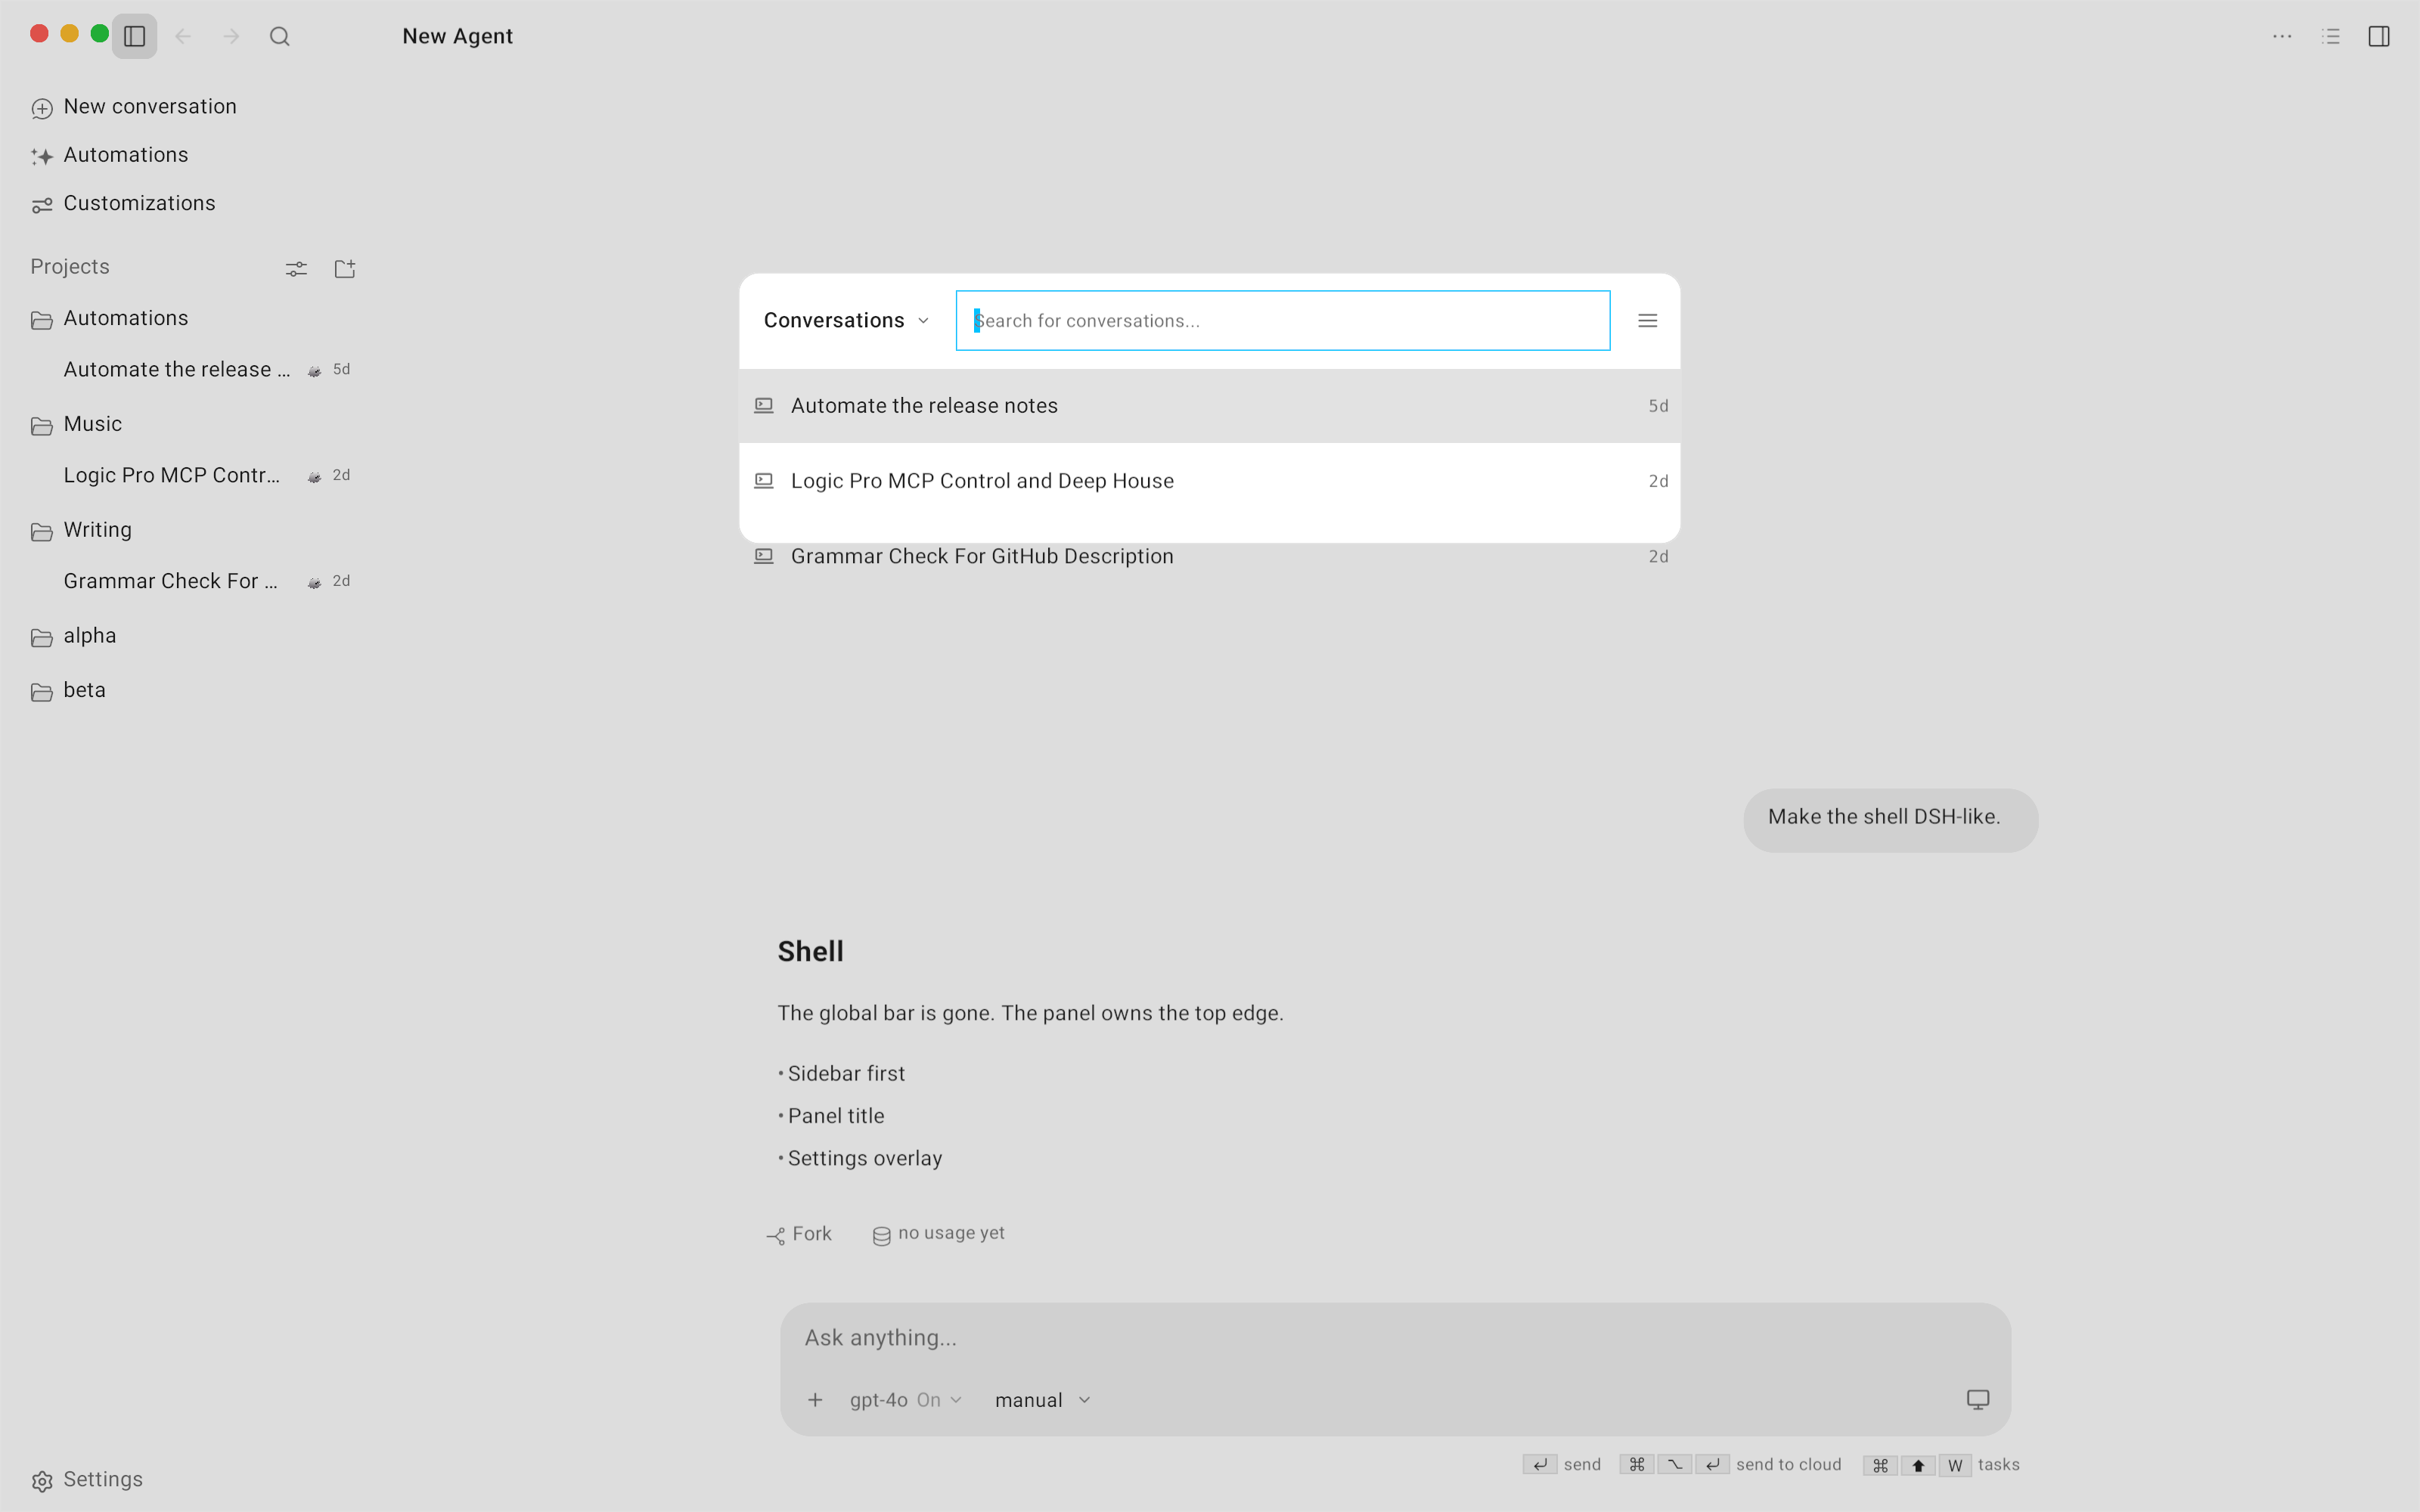 New Agent
New conversation
Automations
Customizations
Projects
Automations
Automate the release ... 5d
Music
Logic Pro MCP Contr... 2d
Writing
Grammar Check For ... 2d
alpha
beta
Settings
Conversations
Search for conversations...
Automate the release notes 5d
Logic Pro MCP Control and Deep House 2d
Grammar Check For GitHub Description 2d
Make the shell DSH-like.
Shell
The global bar is gone. The panel owns the top edge.
• Sidebar first
• Panel title
• Settings overlay
Fork no usage yet
Ask anything...
gpt-4o On manual
↵ send ⌘ ⌥ ↵ send to cloud ⌘ ⬆ W tasks